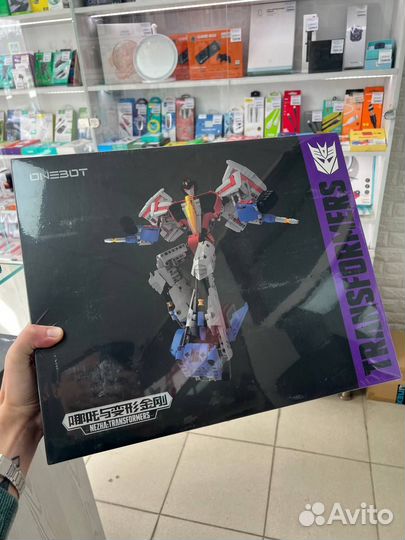 ONEBOT
TRANSFORMERS
哪吒与变形金刚
NEZHA:TRANSFORMERS
Avito